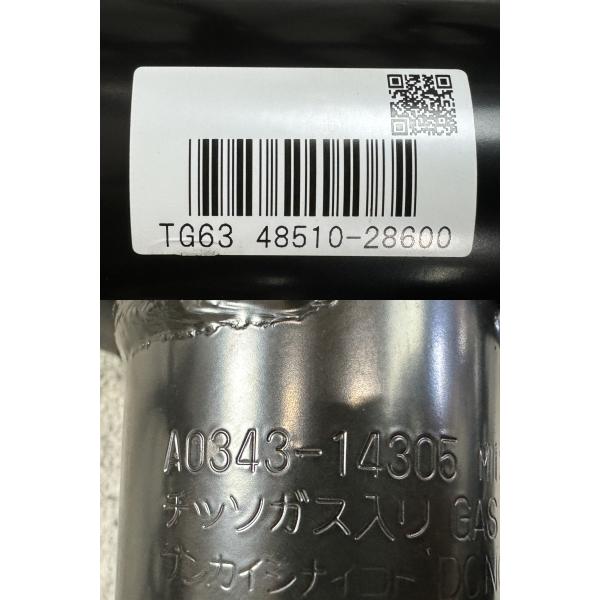 TG63 48510-28600
A0343-14305 M
チッソガス入リ GAS
ブンカイシナイコト DON